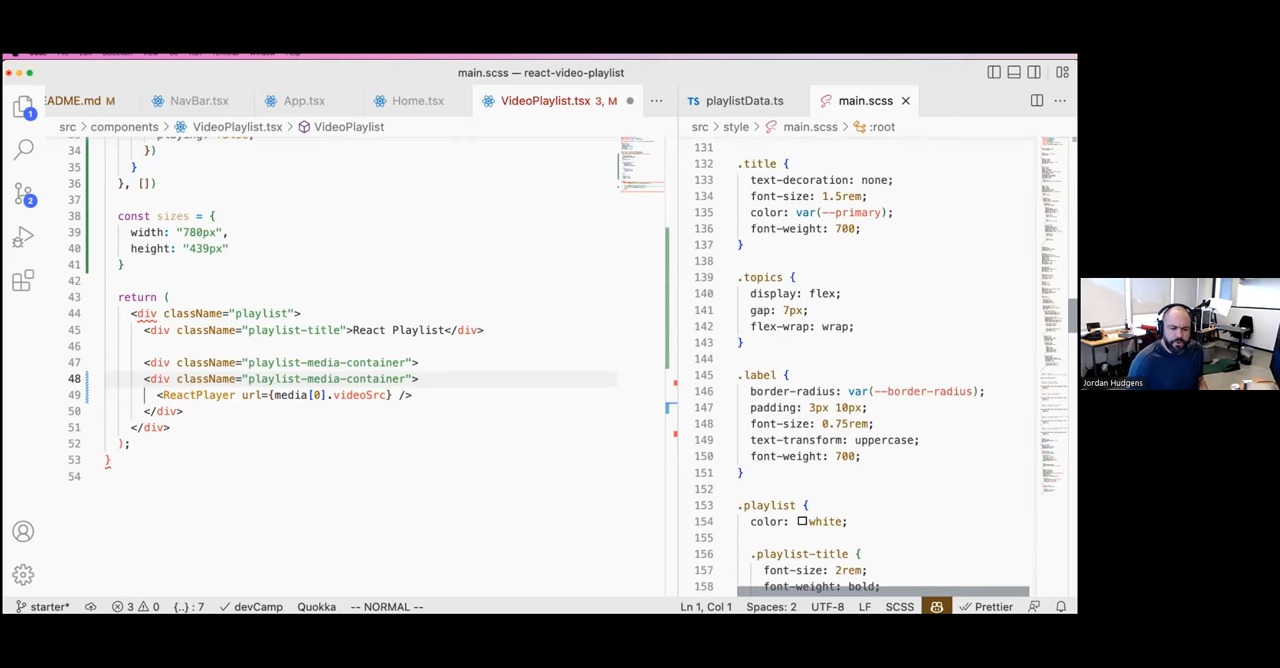 main.scss — react-video-playlist
EADME.md M
NavBar.tsx
App.tsx
Home.tsx
VideoPlaylist.tsx 3, M
TS playlistData.ts
main.scss
src > components > VideoPlaylist.tsx > VideoPlaylist
src > style > main.scss > :root
34 })
35 }
36 }, [])
37
38 const sizes = {
39 width: "780px",
40 height: "439px"
41 }
42
43 return (
44 <div className="playlist">
45 <div className="playlist-title">React Playlist</div>
46
47 <div className="playlist-media-container">
48 <div className="playlist-media-container">
49 <ReactPlayer url={media[0].videoSrc} />
50 </div>
51 </div>
52 );
53 }
54
131
132 .title {
133 text-decoration: none;
134 font-size: 1.5rem;
135 color: var(--primary);
136 font-weight: 700;
137 }
138
139 .topics {
140 display: flex;
141 gap: 7px;
142 flex-wrap: wrap;
143 }
144
145 .label {
146 border-radius: var(--border-radius);
147 padding: 3px 10px;
148 font-size: 0.75rem;
149 text-transform: uppercase;
150 font-weight: 700;
151 }
152
153 .playlist {
154 color: white;
155
156 .playlist-title {
157 font-size: 2rem;
158 font-weight: bold;
1
2
Jordan Hudgens
starter* 3 0 {..} : 7 devCamp Quokka -- NORMAL -- Ln 1, Col 1 Spaces: 2 UTF-8 LF SCSS Prettier